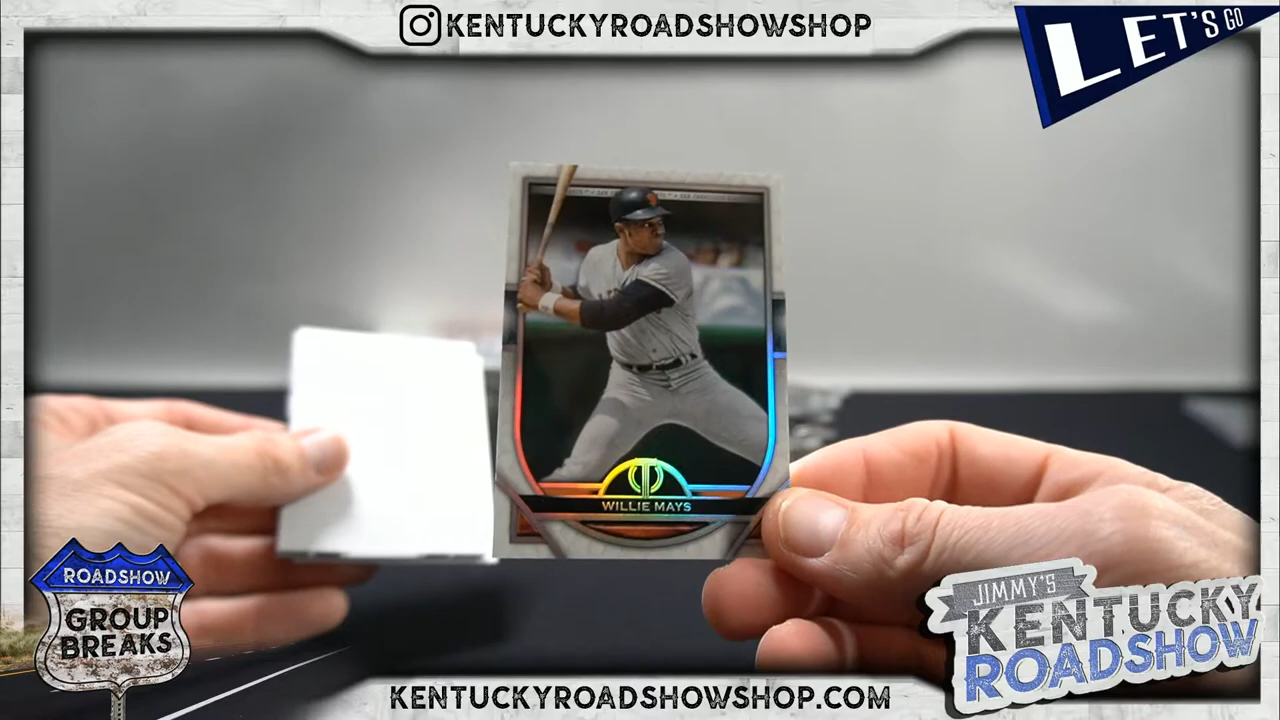 KENTUCKYROADSHOWSHOP
LET'S GO
WILLIE MAYS
ROADSHOW
GROUP
BREAKS
JIMMY'S
KENTUCKY
ROADSHOW
KENTUCKYROADSHOWSHOP.COM